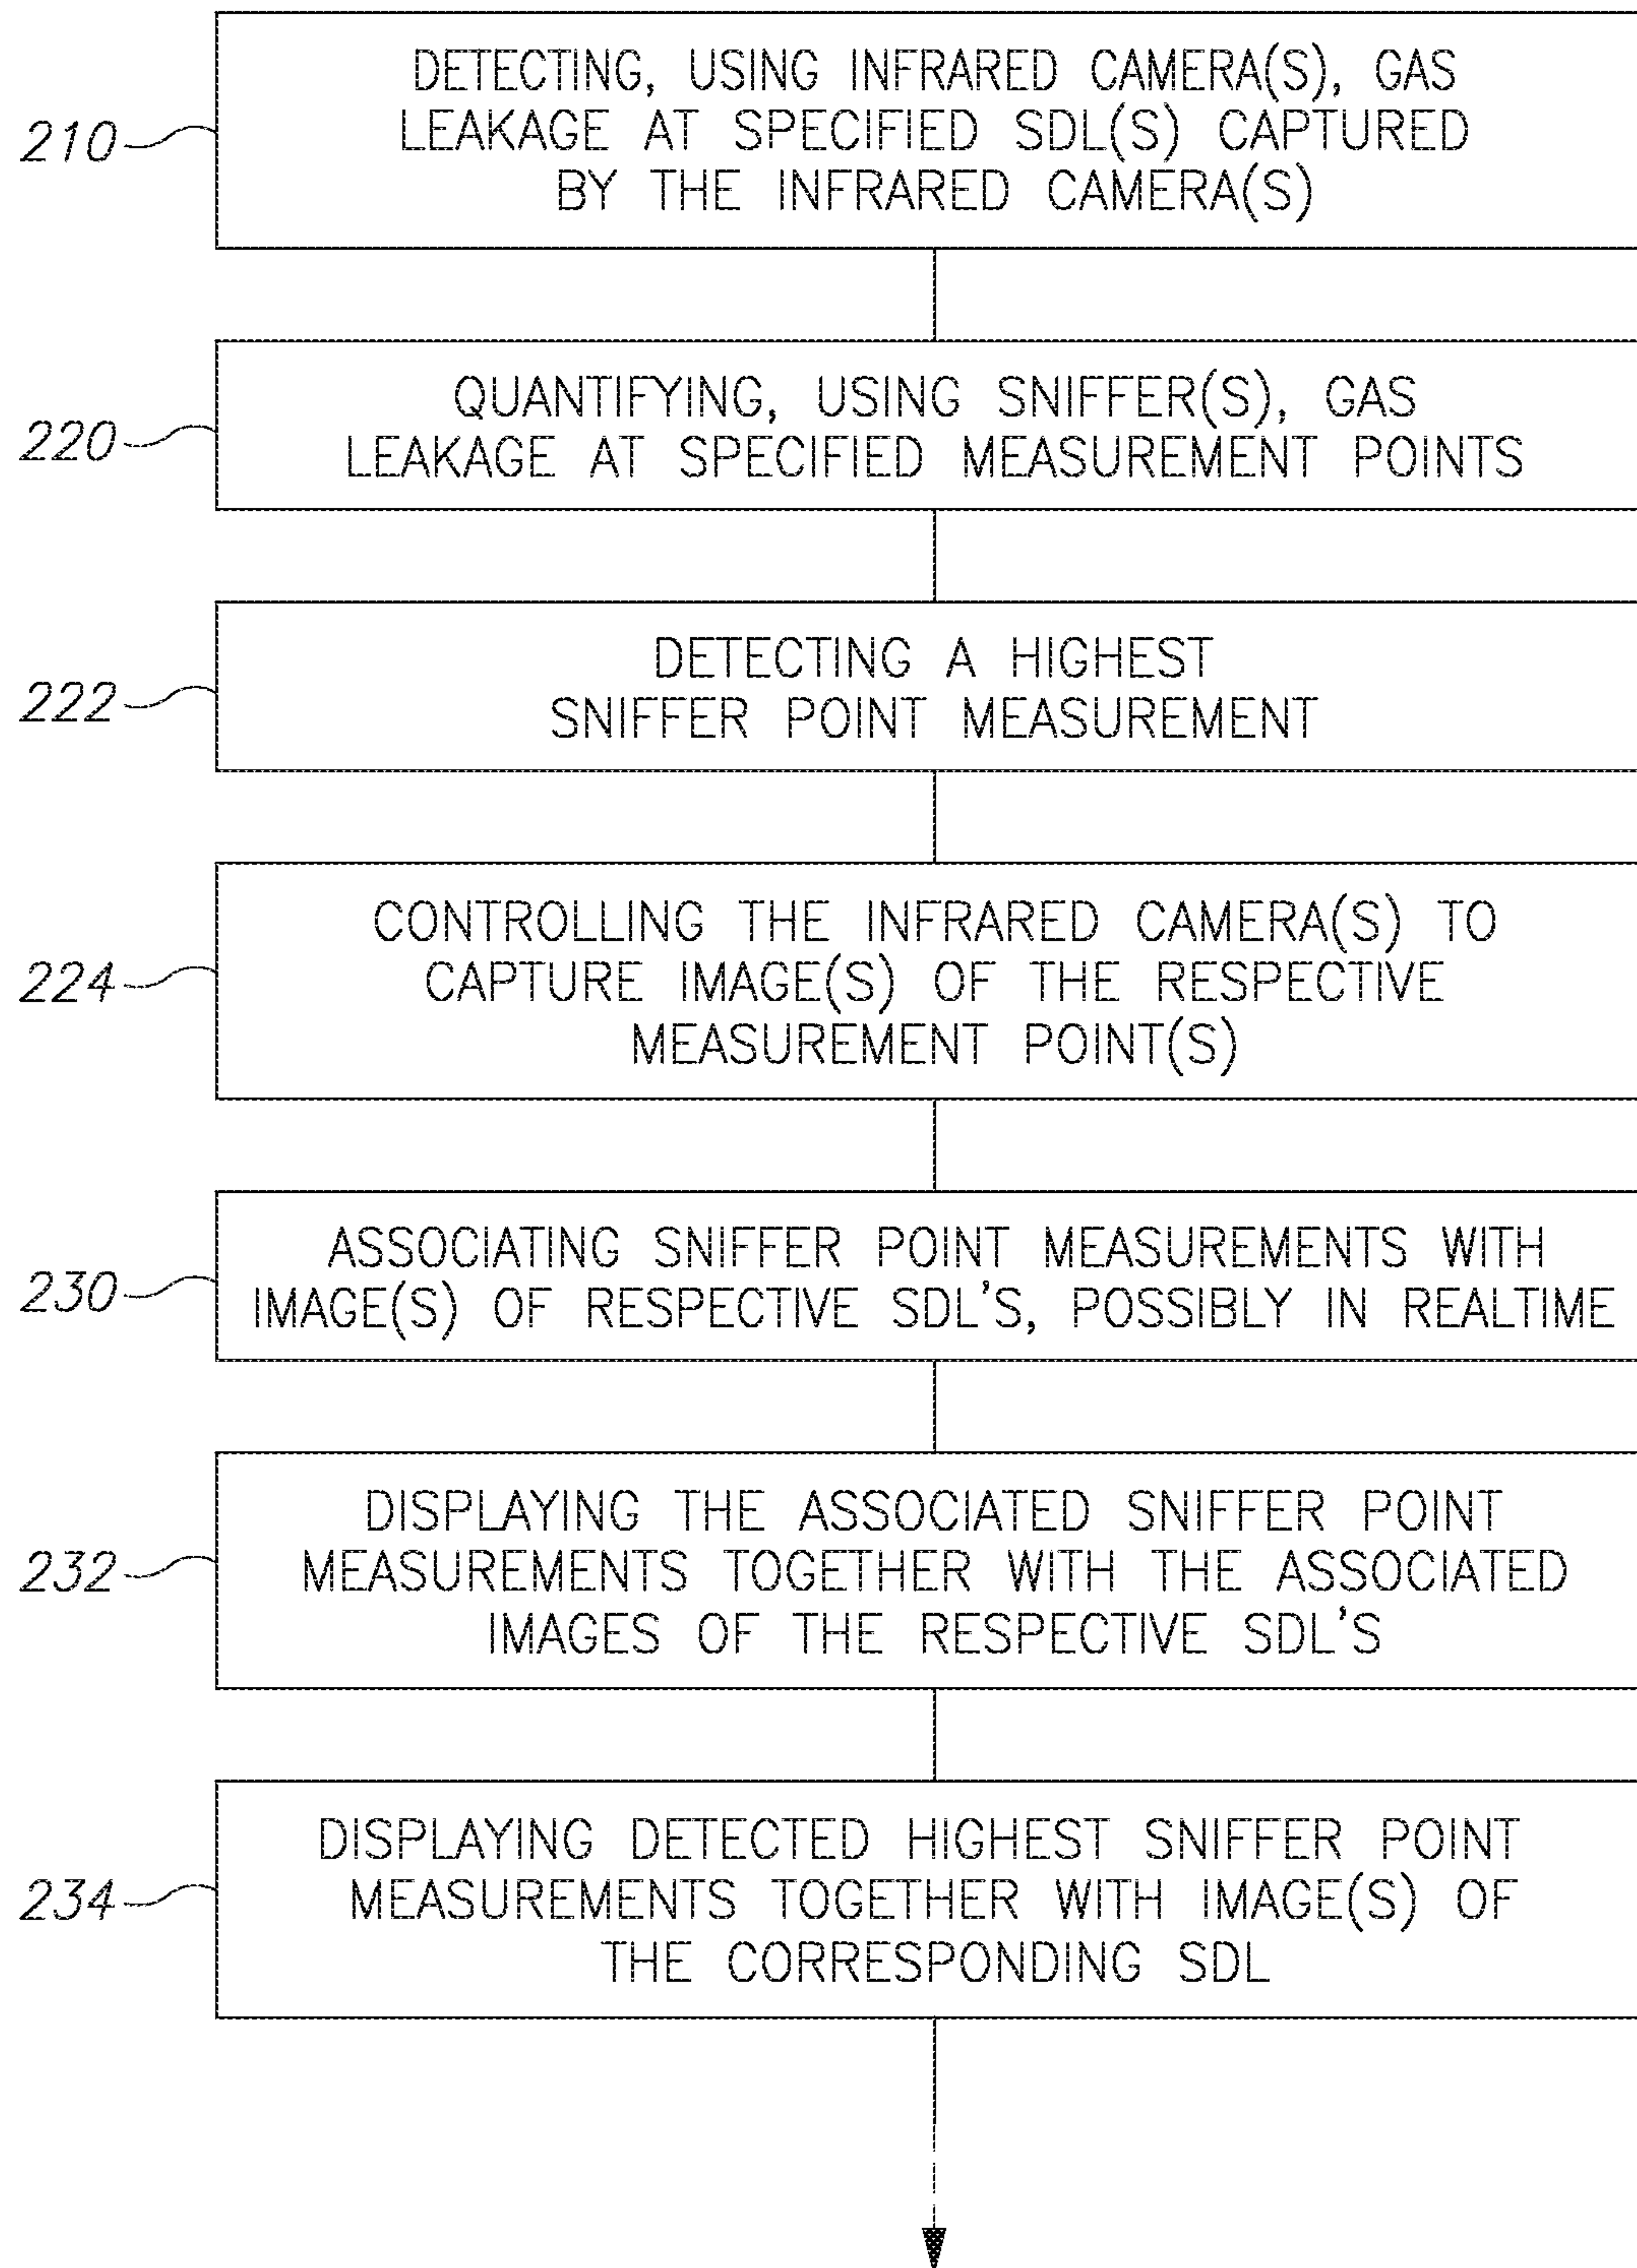 210
DETECTING, USING INFRARED CAMERA(S), GAS
LEAKAGE AT SPECIFIED SDL(S) CAPTURED
BY THE INFRARED CAMERA(S)
220
QUANTIFYING, USING SNIFFER(S), GAS
LEAKAGE AT SPECIFIED MEASUREMENT POINTS
222
DETECTING A HIGHEST
SNIFFER POINT MEASUREMENT
224
CONTROLLING THE INFRARED CAMERA(S) TO
CAPTURE IMAGE(S) OF THE RESPECTIVE
MEASUREMENT POINT(S)
230
ASSOCIATING SNIFFER POINT MEASUREMENTS WITH
IMAGE(S) OF RESPECTIVE SDL'S, POSSIBLY IN REALTIME
232
DISPLAYING THE ASSOCIATED SNIFFER POINT
MEASUREMENTS TOGETHER WITH THE ASSOCIATED
IMAGES OF THE RESPECTIVE SDL'S
234
DISPLAYING DETECTED HIGHEST SNIFFER POINT
MEASUREMENTS TOGETHER WITH IMAGE(S) OF
THE CORRESPONDING SDL